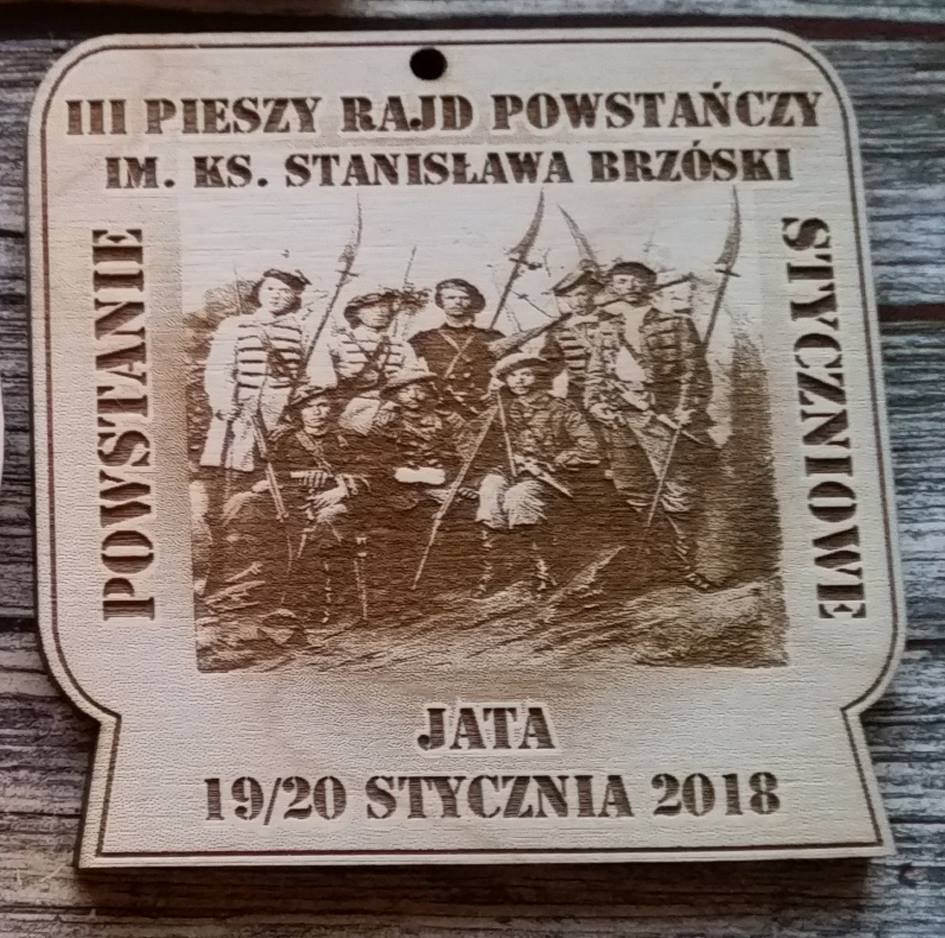 III PIESZY RAJD POWSTAŃCZY
IM. KS. STANISŁAWA BRZÓSKI
POWSTANIE
STYCZNIOWE
JATA
19/20 STYCZNIA 2018